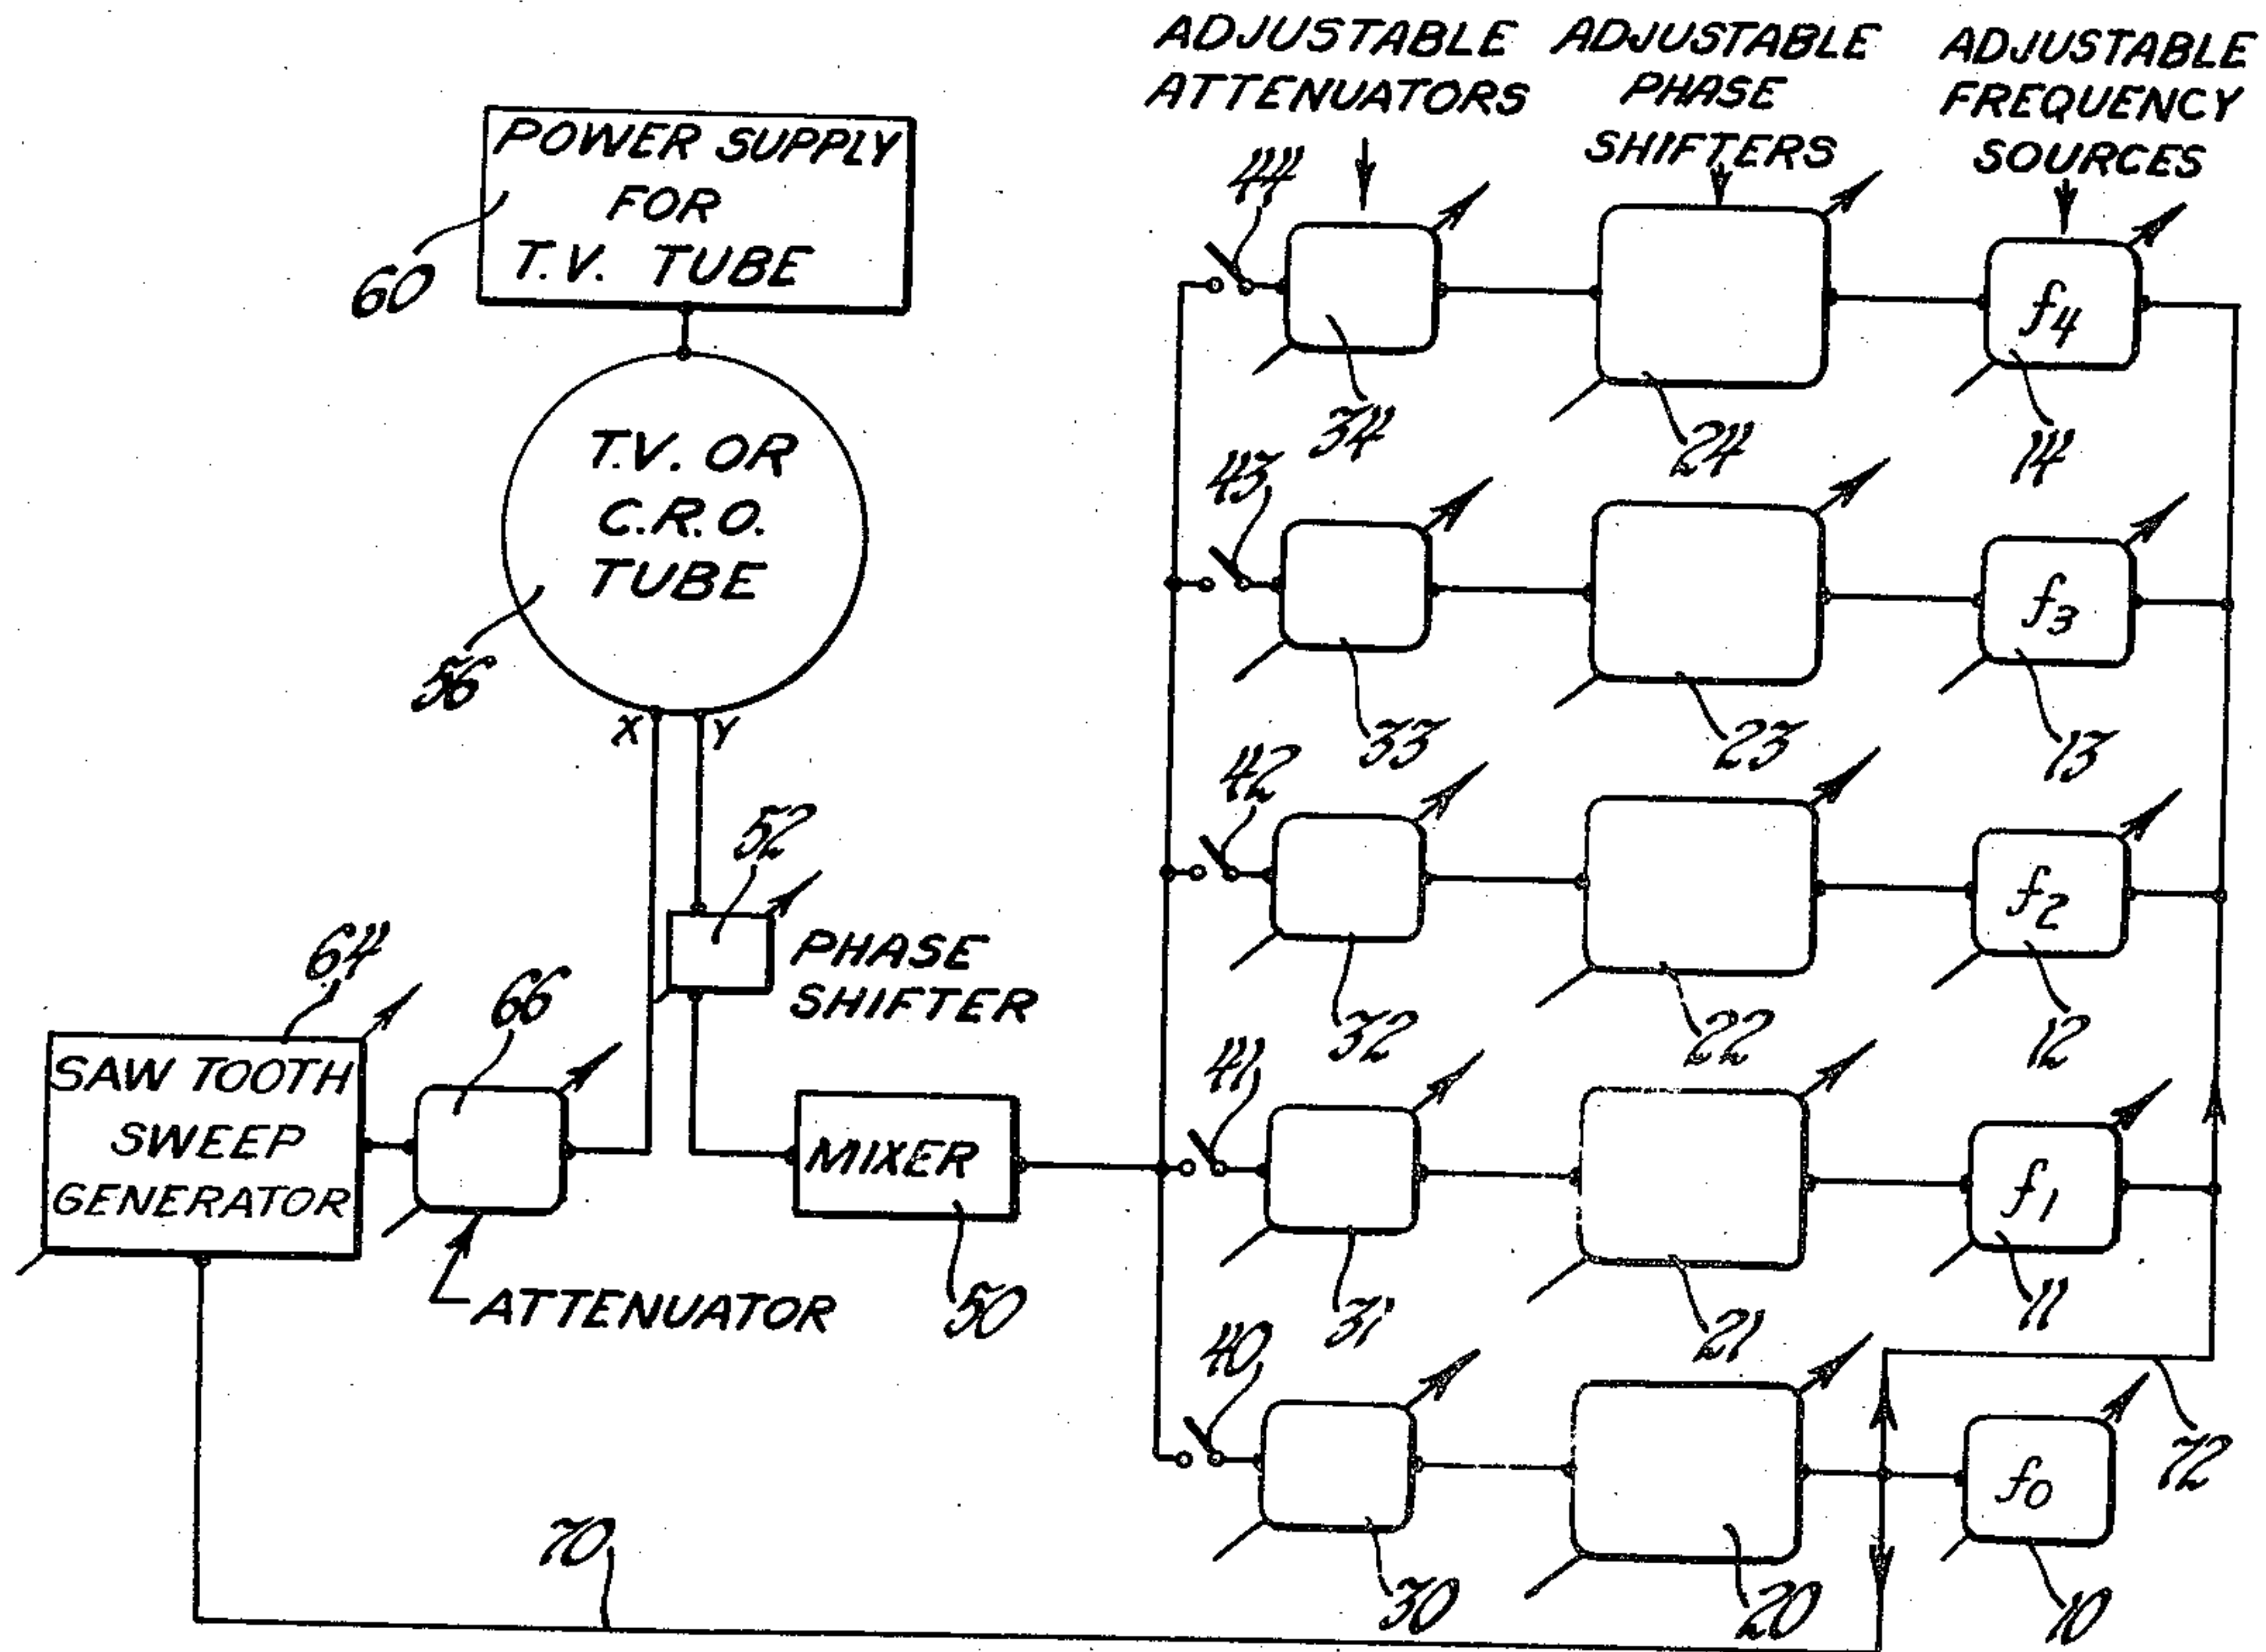 ADJUSTABLE
ATTENUATORS
ADJUSTABLE
PHASE
SHIFTERS
ADJUSTABLE
FREQUENCY
SOURCES
POWER SUPPLY
FOR
T.V. TUBE
60
T.V. OR
C.R.O.
TUBE
56
X
Y
52
PHASE
SHIFTER
64
SAW TOOTH
SWEEP
GENERATOR
66
ATTENUATOR
MIXER
50
44
34
24
f4
14
43
33
23
f3
13
42
32
22
f2
12
41
31
21
f1
11
40
30
20
f0
10
72
70